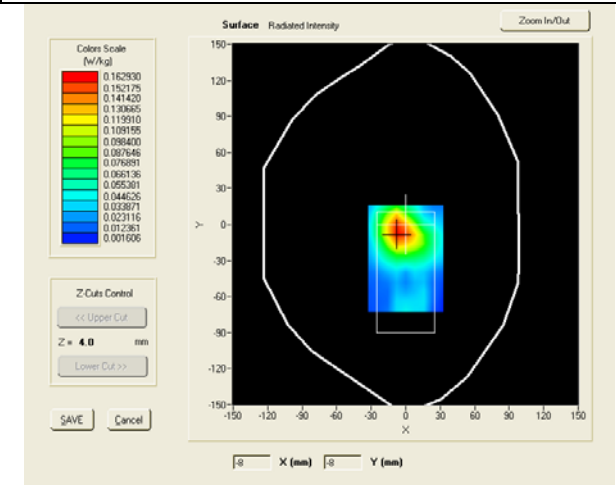 Surface Radiated Intensity
Zoom In/Out
Colors Scale
(W/kg)
0.162930
0.152175
0.141420
0.130665
0.119910
0.109155
0.098400
0.087646
0.076891
0.066136
0.055381
0.044626
0.033871
0.023116
0.012361
0.001606
Z-Cuts Control
<< Upper Cut
Z = 4.0 mm
Lower Cut >>
SAVE Cancel
150
120
90
60
30
0
-30
-60
-90
-120
-150
Y
-150 -120 -90 -60 -30 0 30 60 90 120 150
X
-8 X (mm) -8 Y (mm)